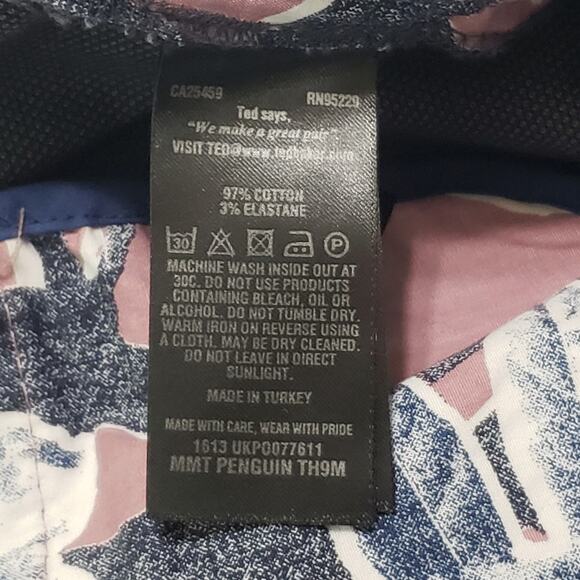 CA25459 RN95229
Ted says,
"We make a great pair".
VISIT TED@www.tedbaker.com
97% COTTON
3% ELASTANE
30 P
MACHINE WASH INSIDE OUT AT
30C. DO NOT USE PRODUCTS
CONTAINING BLEACH, OIL OR
ALCOHOL. DO NOT TUMBLE DRY.
WARM IRON ON REVERSE USING
A CLOTH. MAY BE DRY CLEANED.
DO NOT LEAVE IN DIRECT
SUNLIGHT.
MADE IN TURKEY
MADE WITH CARE, WEAR WITH PRIDE
1613 UKPO077611
MMT PENGUIN TH9M